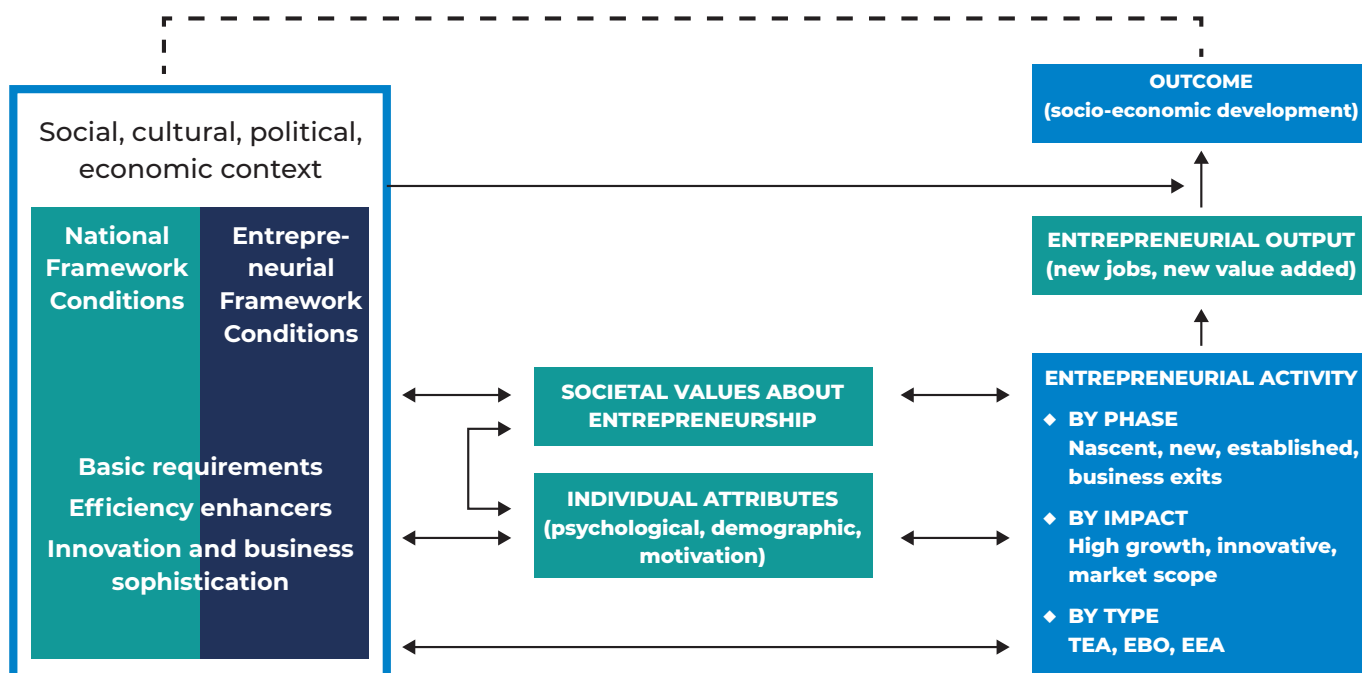 Social, cultural, political,
economic context
National
Framework
Conditions
Entrepre-
neurial
Framework
Conditions
Basic requirements
Efficiency enhancers
Innovation and business
sophistication
SOCIETAL VALUES ABOUT
ENTREPRENEURSHIP
INDIVIDUAL ATTRIBUTES
(psychological, demographic,
motivation)
OUTCOME
(socio-economic development)
ENTREPRENEURIAL OUTPUT
(new jobs, new value added)
ENTREPRENEURIAL ACTIVITY
◆ BY PHASE
Nascent, new, established,
business exits
◆ BY IMPACT
High growth, innovative,
market scope
◆ BY TYPE
TEA, EBO, EEA